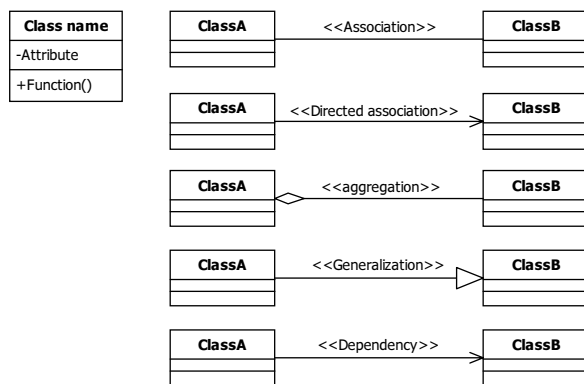 Class name
-Attribute
+Function()
ClassA <<Association>> ClassB
ClassA <<Directed association>> ClassB
ClassA <<aggregation>> ClassB
ClassA <<Generalization>> ClassB
ClassA <<Dependency>> ClassB